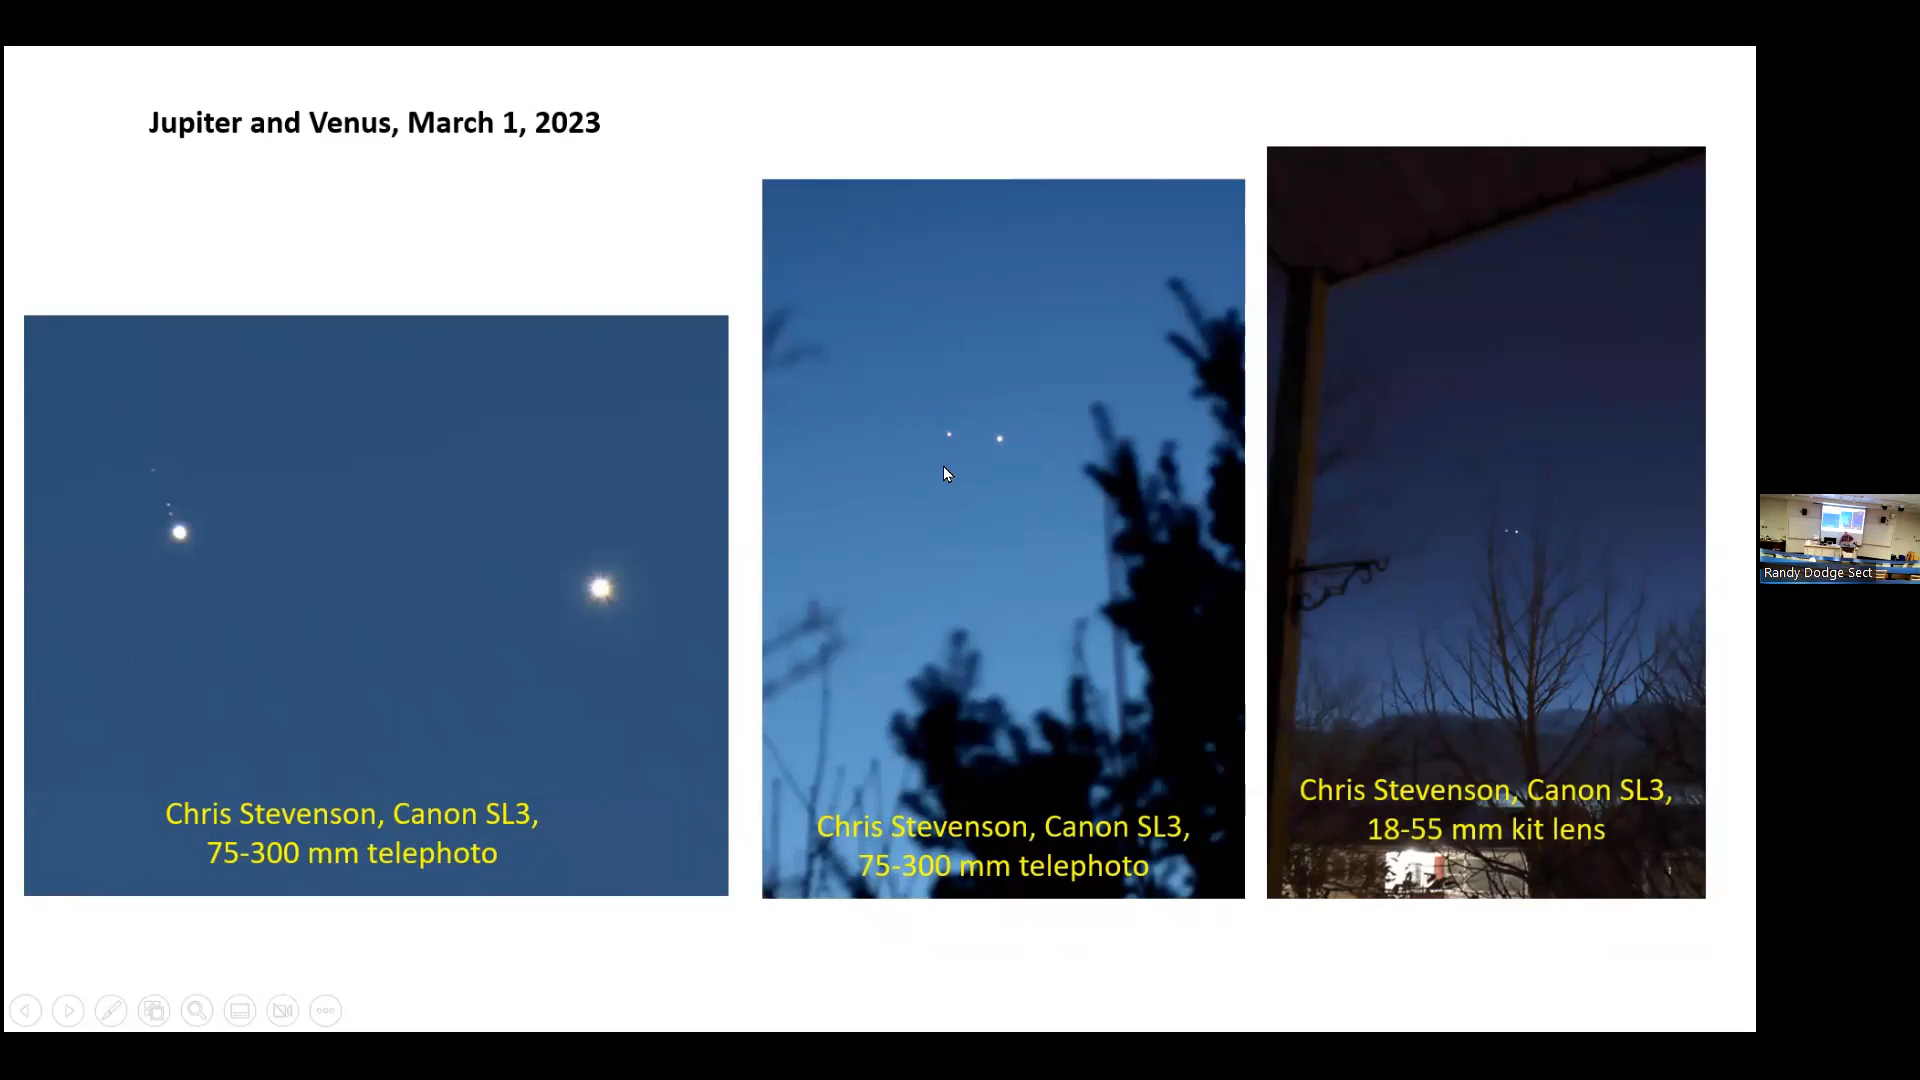 Jupiter and Venus, March 1, 2023
Chris Stevenson, Canon SL3,
75-300 mm telephoto
Chris Stevenson, Canon SL3,
75-300 mm telephoto
Chris Stevenson, Canon SL3,
18-55 mm kit lens
Randy Dodge Sect